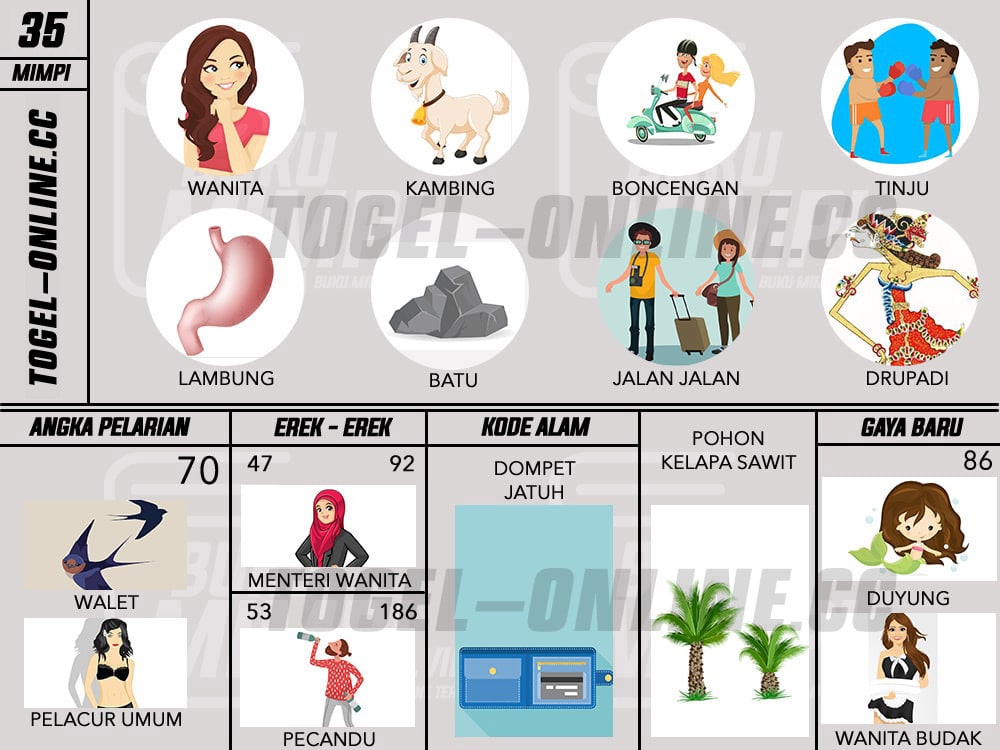 35
MIMPI
TOGEL-ONLINE.CC
WANITA
KAMBING
BONCENGAN
TINJU
TOGEL-ONLINE.CC
LAMBUNG
BATU
JALAN JALAN
DRUPADI
ANGKA PELARIAN
70
WALET
PELACUR UMUM
EREK - EREK
47 92
MENTERI WANITA
53 186
PECANDU
KODE ALAM
DOMPET
JATUH
POHON
KELAPA SAWIT
GAYA BARU
86
DUYUNG
WANITA BUDAK
TOGEL-ONLINE.CC